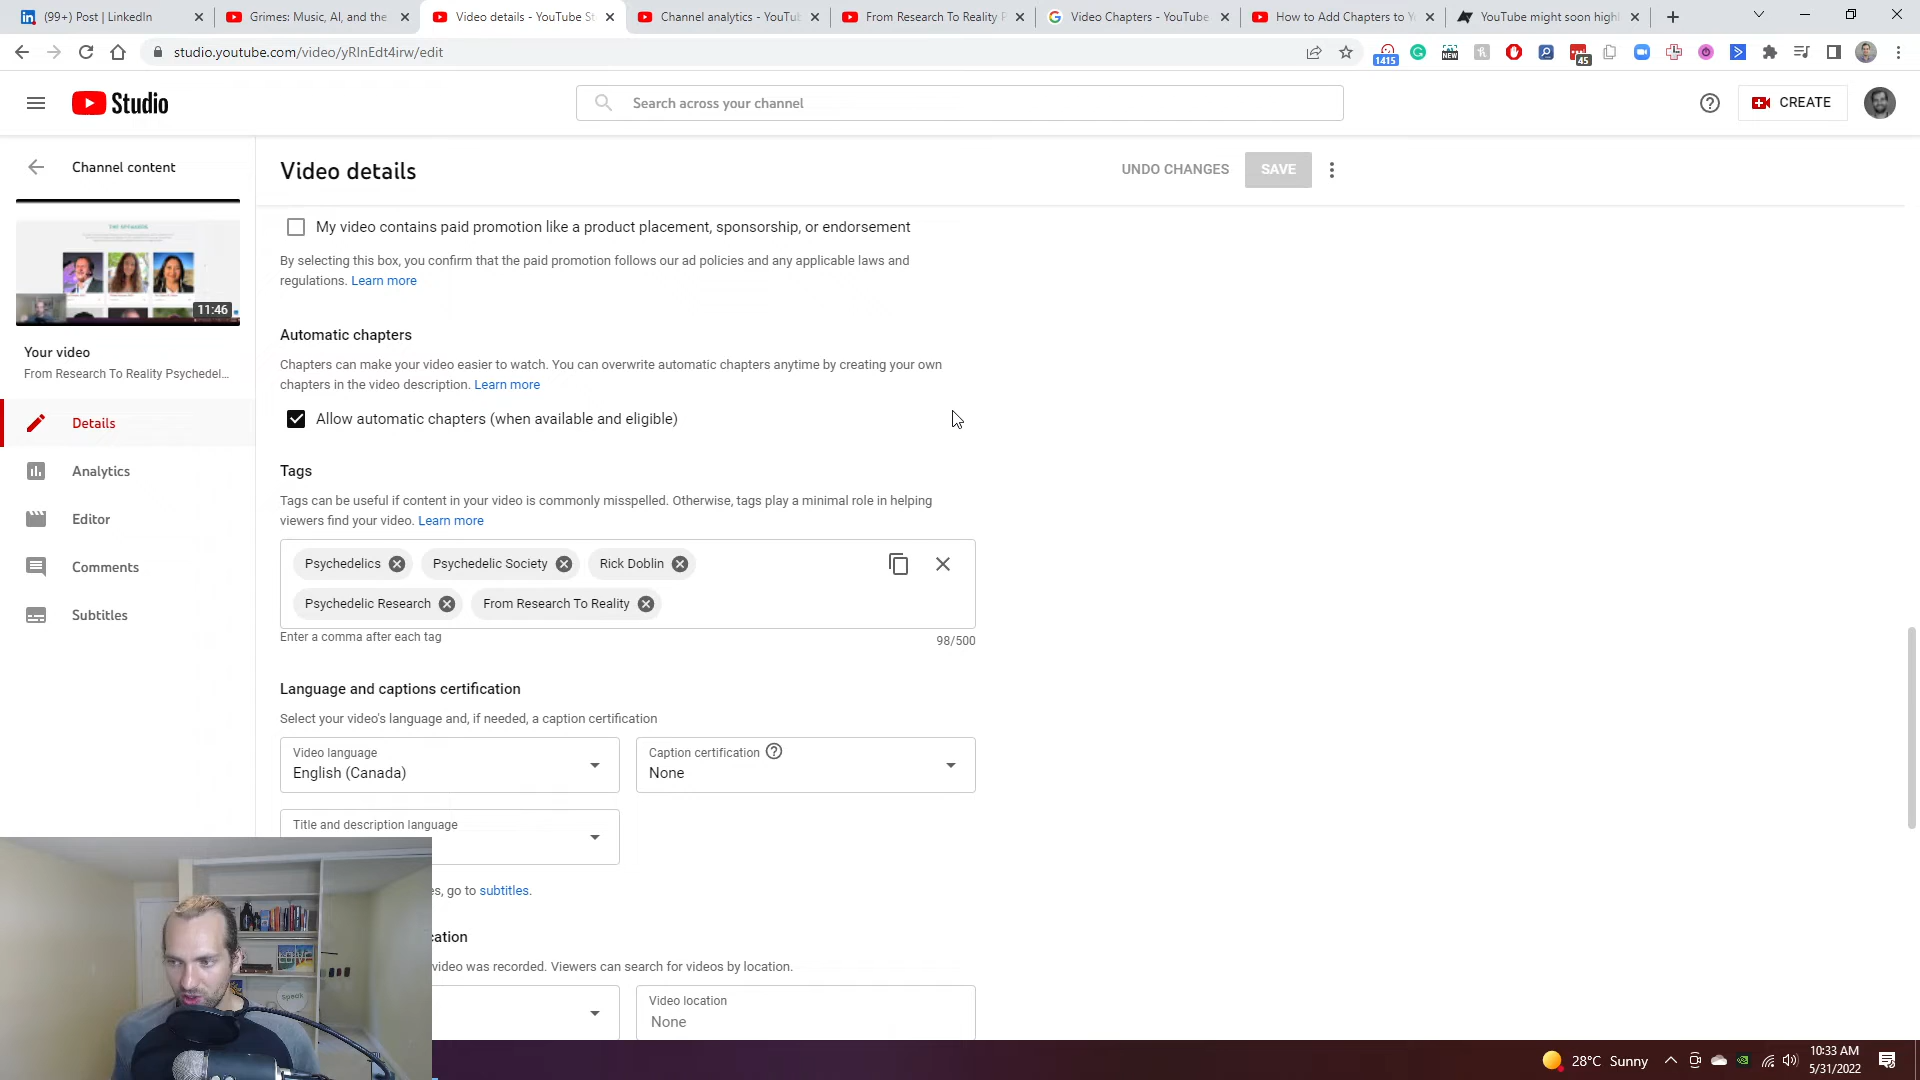 (99+) Post | LinkedIn
Grimes: Music, AI, and the
Video details - YouTube St
Channel analytics - YouTub
From Research To Reality P
Video Chapters - YouTube
How to Add Chapters to Y
YouTube might soon highl
studio.youtube.com/video/yRlnEdt4irw/edit
1415
NEW
45
Studio
Search across your channel
CREATE
Channel content
Video details
UNDO CHANGES
SAVE
11:46
Your video
From Research To Reality Psychedel...
Details
Analytics
Editor
Comments
Subtitles
My video contains paid promotion like a product placement, sponsorship, or endorsement
By selecting this box, you confirm that the paid promotion follows our ad policies and any applicable laws and
regulations. Learn more
Automatic chapters
Chapters can make your video easier to watch. You can overwrite automatic chapters anytime by creating your own
chapters in the video description. Learn more
Allow automatic chapters (when available and eligible)
Tags
Tags can be useful if content in your video is commonly misspelled. Otherwise, tags play a minimal role in helping
viewers find your video. Learn more
Psychedelics
Psychedelic Society
Rick Doblin
Psychedelic Research
From Research To Reality
Enter a comma after each tag
98/500
Language and captions certification
Select your video's language and, if needed, a caption certification
Video language
English (Canada)
Caption certification
None
Title and description language
es, go to subtitles.
cation
video was recorded. Viewers can search for videos by location.
Video location
None
speak
28°C Sunny
10:33 AM
5/31/2022